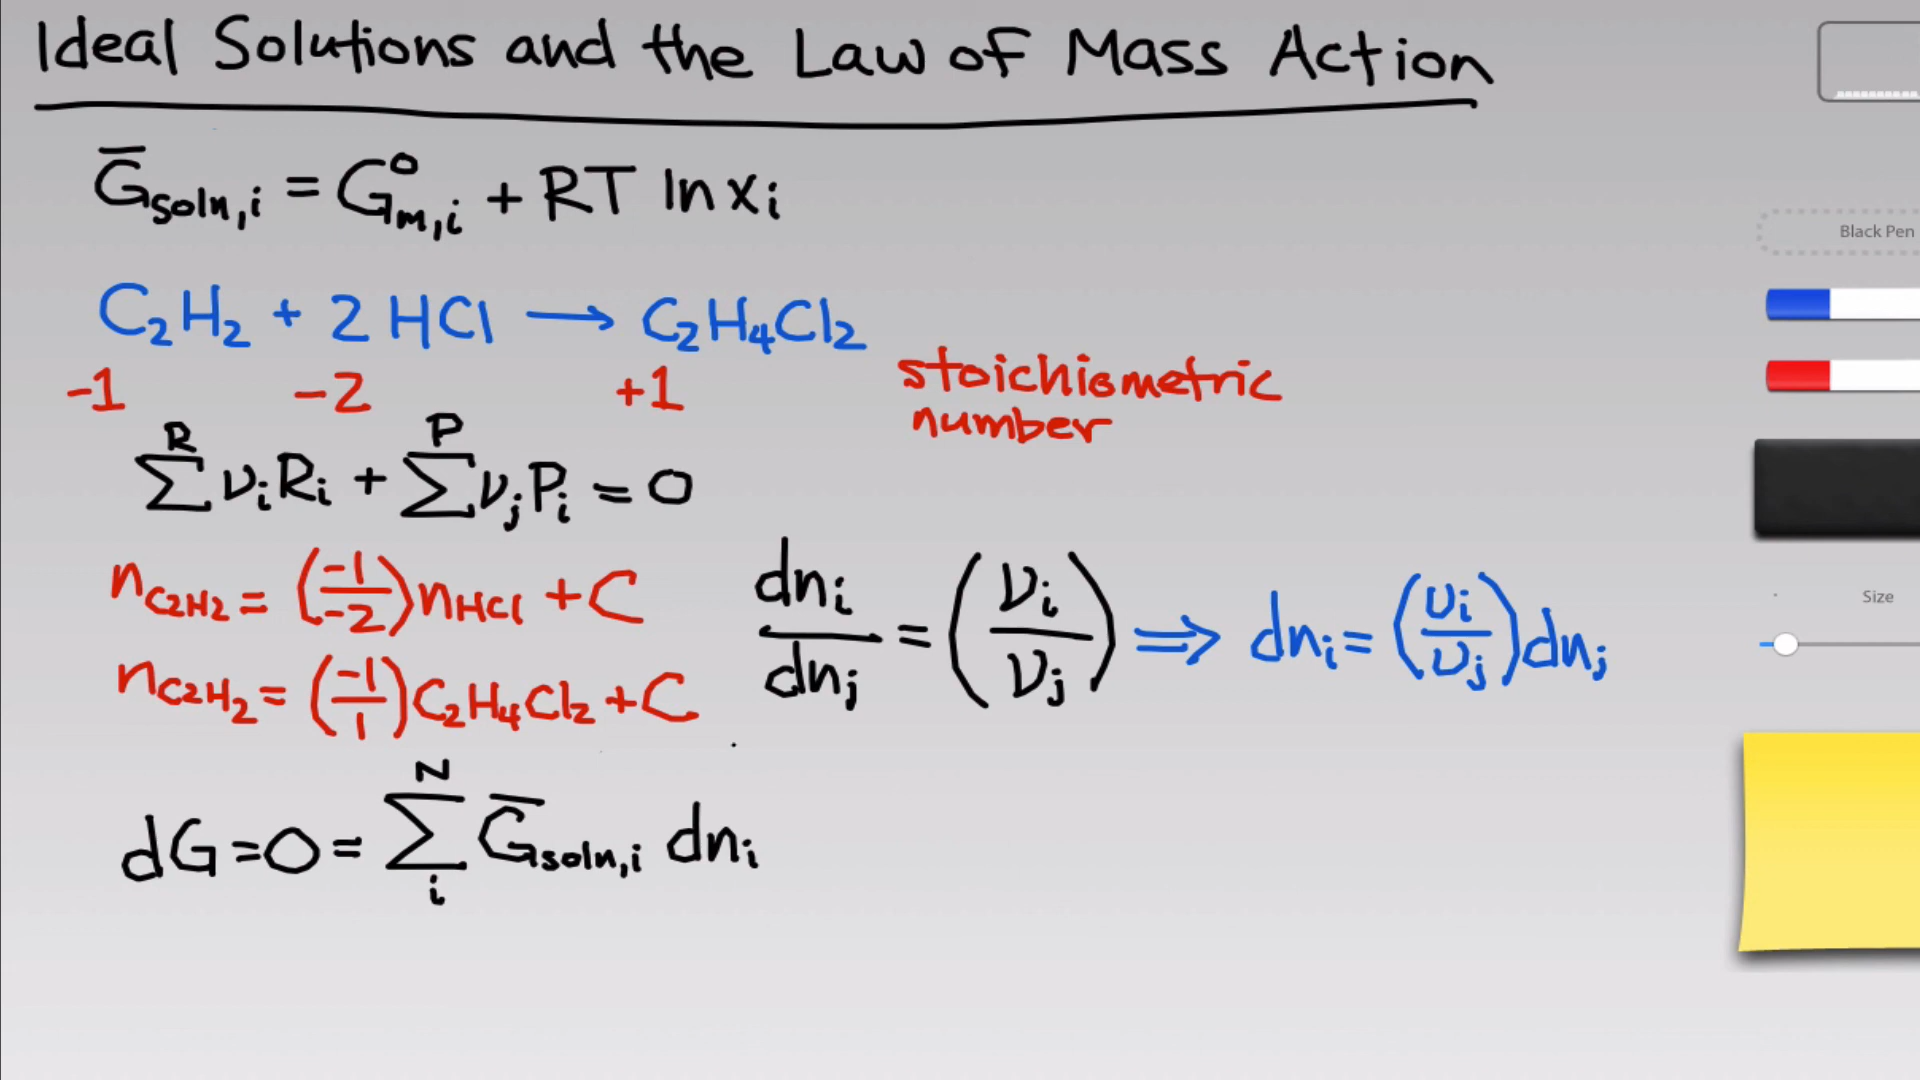 Ideal Solutions and the Law of Mass Action
G̅soln,i = G°m,i + RT ln xi
C2H2 + 2 HCl → C2H4Cl2
-1 -2 +1 stoichiometric number
R P
∑ νiRi + ∑ νjPi = 0
nC2H2 = (-1/-2) nHCl + C
dni/dnj = (νi/νj) ⟹ dni = (νi/νj) dnj
nC2H2 = (-1/1) C2H4Cl2 + C
N
dG = 0 = ∑ G̅soln,i dni
i
Black Pen
Size